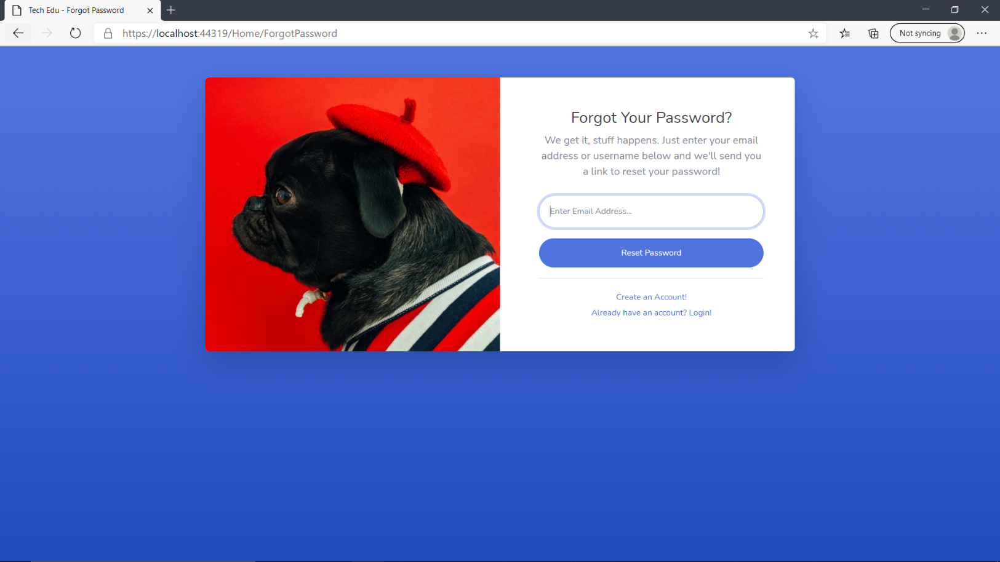 Tech Edu - Forgot Password
https://localhost:44319/Home/ForgotPassword
Not syncing
Forgot Your Password?
We get it, stuff happens. Just enter your email
address or username below and we'll send you
a link to reset your password!
Enter Email Address...
Reset Password
Create an Account!
Already have an account? Login!